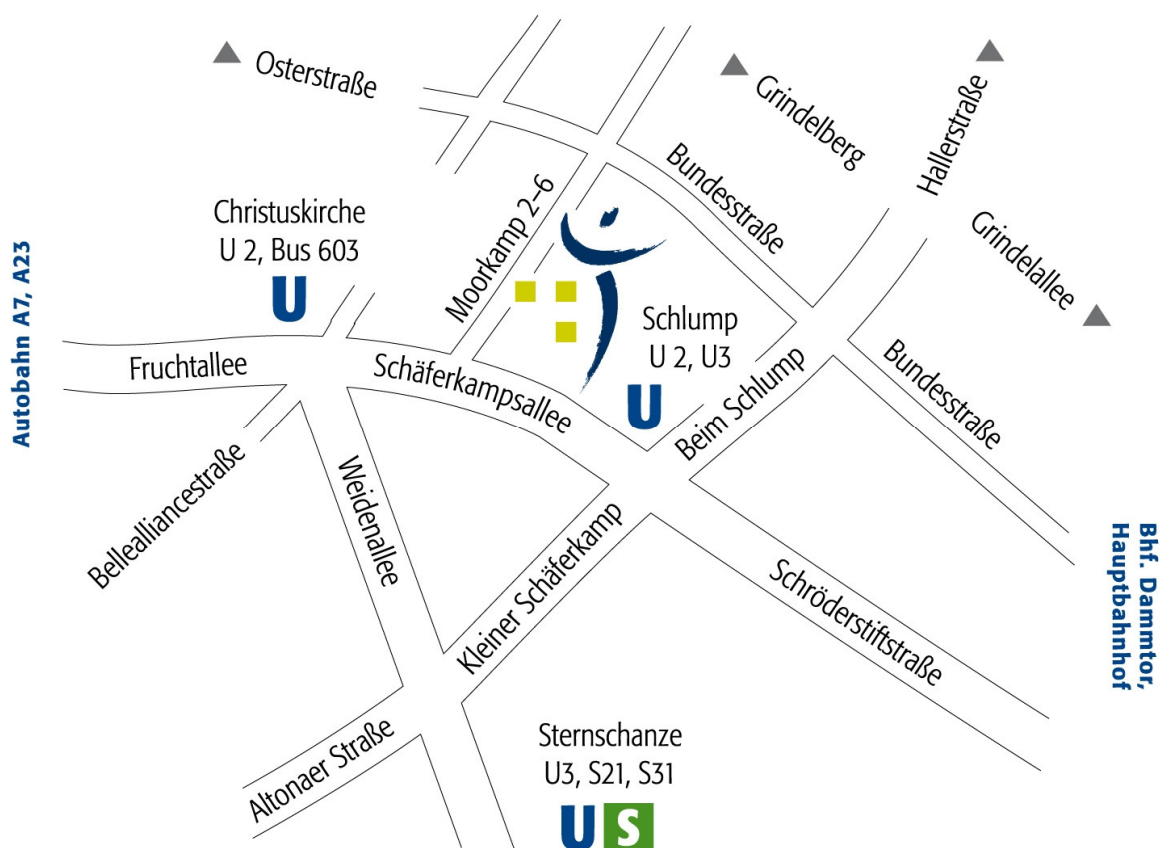 Osterstraße
Grindelberg
Hallerstraße
Bundesstraße
Grindelallee
Christuskirche
U 2, Bus 603
U
Moorkamp 2–6
Autobahn A7, A23
Schlump
U 2, U3
U
Fruchtallee
Schäferkampsallee
Beim Schlump
Bundesstraße
Bellealliancestraße
Weidenallee
Kleiner Schäferkamp
Schröderstiftstraße
Bhf. Dammtor,
Hauptbahnhof
Altonaer Straße
Sternschanze
U3, S21, S31
U S